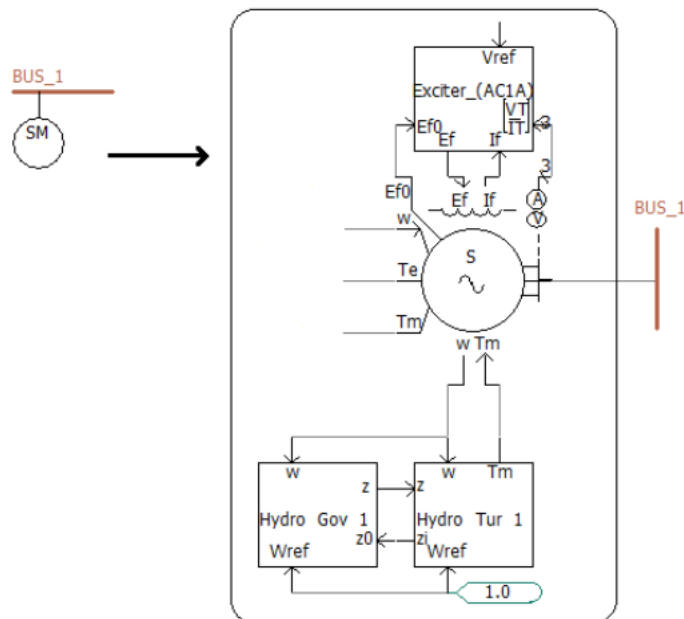 BUS_1
SM
Vref
Exciter_(AC1A)
VT
IT
Ef0
Ef
If
3
3
Ef0
Ef
If
A
V
w
S
Te
Tm
BUS_1
w Tm
w
w
Tm
z
z
Hydro Gov 1
Hydro Tur 1
z0
zi
Wref
Wref
1.0